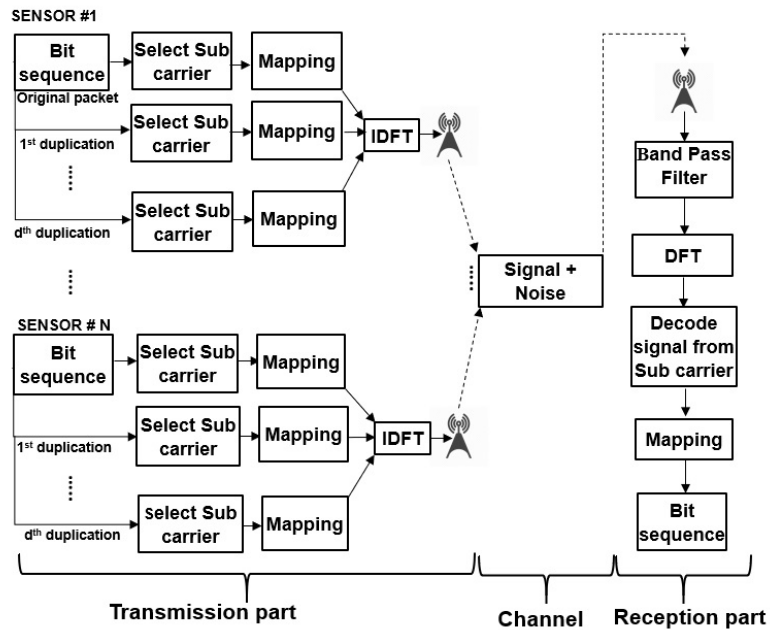 SENSOR #1
Bit
sequence
Original packet
Select Sub
carrier
Mapping
1st duplication
Select Sub
carrier
Mapping
IDFT
dth duplication
Select Sub
carrier
Mapping
SENSOR # N
Bit
sequence
Select Sub
carrier
Mapping
1st duplication
Select Sub
carrier
Mapping
IDFT
dth duplication
select Sub
carrier
Mapping
Signal +
Noise
Band Pass
Filter
DFT
Decode
signal from
Sub carrier
Mapping
Bit
sequence
Transmission part
Channel
Reception part